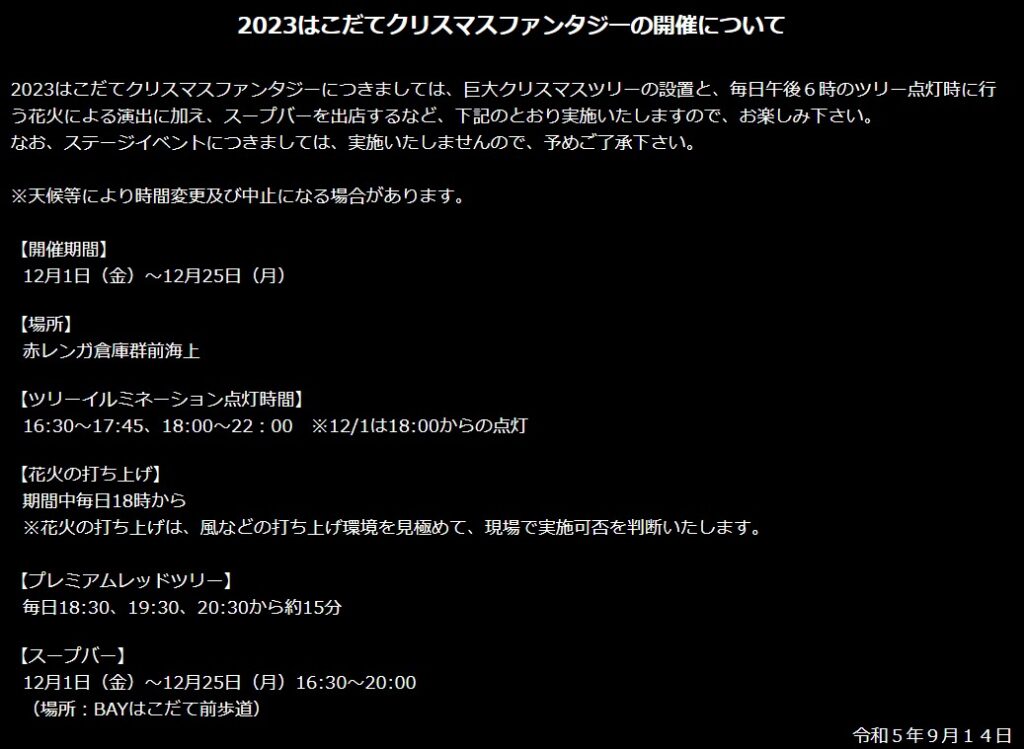 2023はこだてクリスマスファンタジーの開催について
2023はこだてクリスマスファンタジーにつきましては、巨大クリスマスツリーの設置と、毎日午後６時のツリー点灯時に行
う花火による演出に加え、スープバーを出店するなど、下記のとおり実施いたしますので、お楽しみ下さい。
なお、ステージイベントにつきましては、実施いたしませんので、予めご了承下さい。
※天候等により時間変更及び中止になる場合があります。
【開催期間】
12月1日（金）～12月25日（月）
【場所】
赤レンガ倉庫群前海上
【ツリーイルミネーション点灯時間】
16:30～17:45、18:00～22：00　※12/1は18:00からの点灯
【花火の打ち上げ】
期間中毎日18時から
※花火の打ち上げは、風などの打ち上げ環境を見極めて、現場で実施可否を判断いたします。
【プレミアムレッドツリー】
毎日18:30、19:30、20:30から約15分
【スープバー】
12月1日（金）～12月25日（月）16:30～20:00
（場所：BAYはこだて前歩道）
令和５年９月１４日